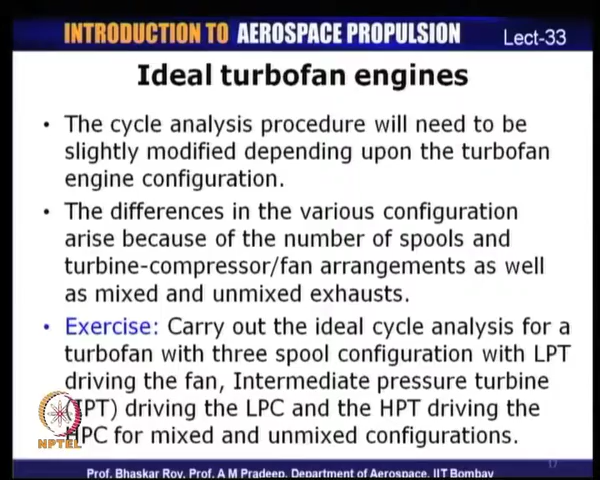 INTRODUCTION TO AEROSPACE PROPULSION Lect-33
Ideal turbofan engines
• The cycle analysis procedure will need to be
slightly modified depending upon the turbofan
engine configuration.
• The differences in the various configuration
arise because of the number of spools and
turbine-compressor/fan arrangements as well
as mixed and unmixed exhausts.
• Exercise: Carry out the ideal cycle analysis for a
turbofan with three spool configuration with LPT
driving the fan, Intermediate pressure turbine
(IPT) driving the LPC and the HPT driving the
HPC for mixed and unmixed configurations.
NPTEL
Prof. Bhaskar Roy, Prof. A M Pradeep, Department of Aerospace, IIT Bombay
17